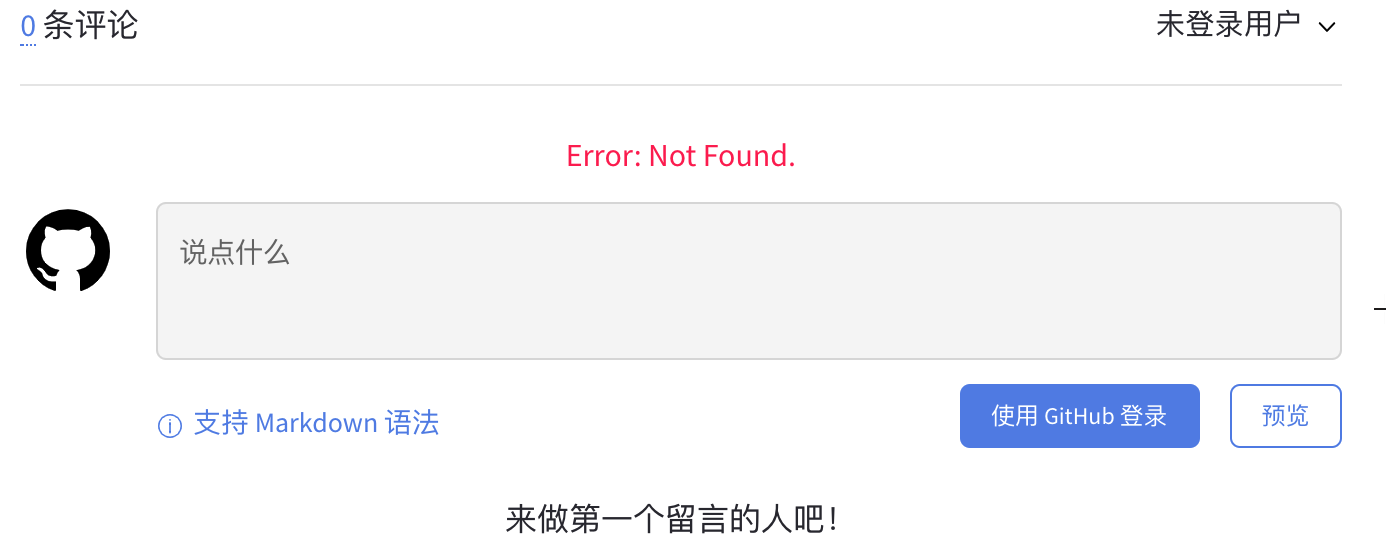 0 条评论
未登录用户
Error: Not Found.
说点什么
支持 Markdown 语法
使用 GitHub 登录
预览
来做第一个留言的人吧！